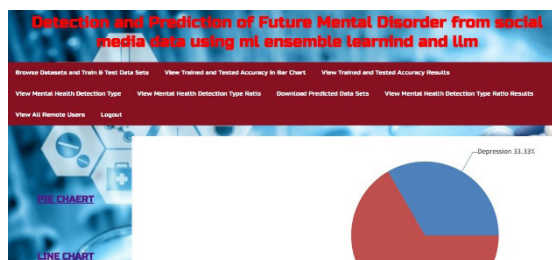 Detection and Prediction of Future Mental Disorder from social
media data using ml ensemble learnind and llm
Browse Datasets and Train & Test Data Sets View Trained and Tested Accuracy in Bar Chart View Trained and Tested Accuracy Results
View Mental Health Detection Type View Mental Health Detection Type Ratio Download Predicted Data Sets View Mental Health Detection Type Ratio Results
View All Remote Users Logout
Depression 33.33%
PIE CHAERT
LINE CHART